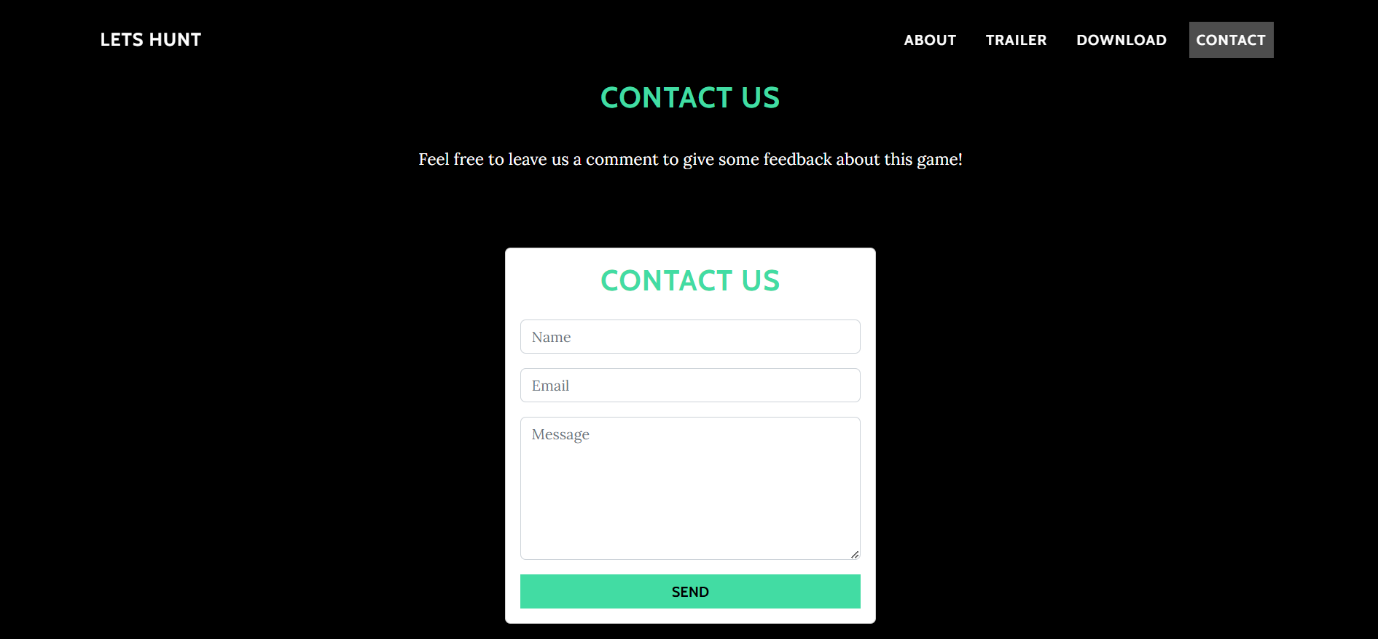 LETS HUNT
ABOUT TRAILER DOWNLOAD CONTACT
CONTACT US
Feel free to leave us a comment to give some feedback about this game!
CONTACT US
Name
Email
Message
SEND